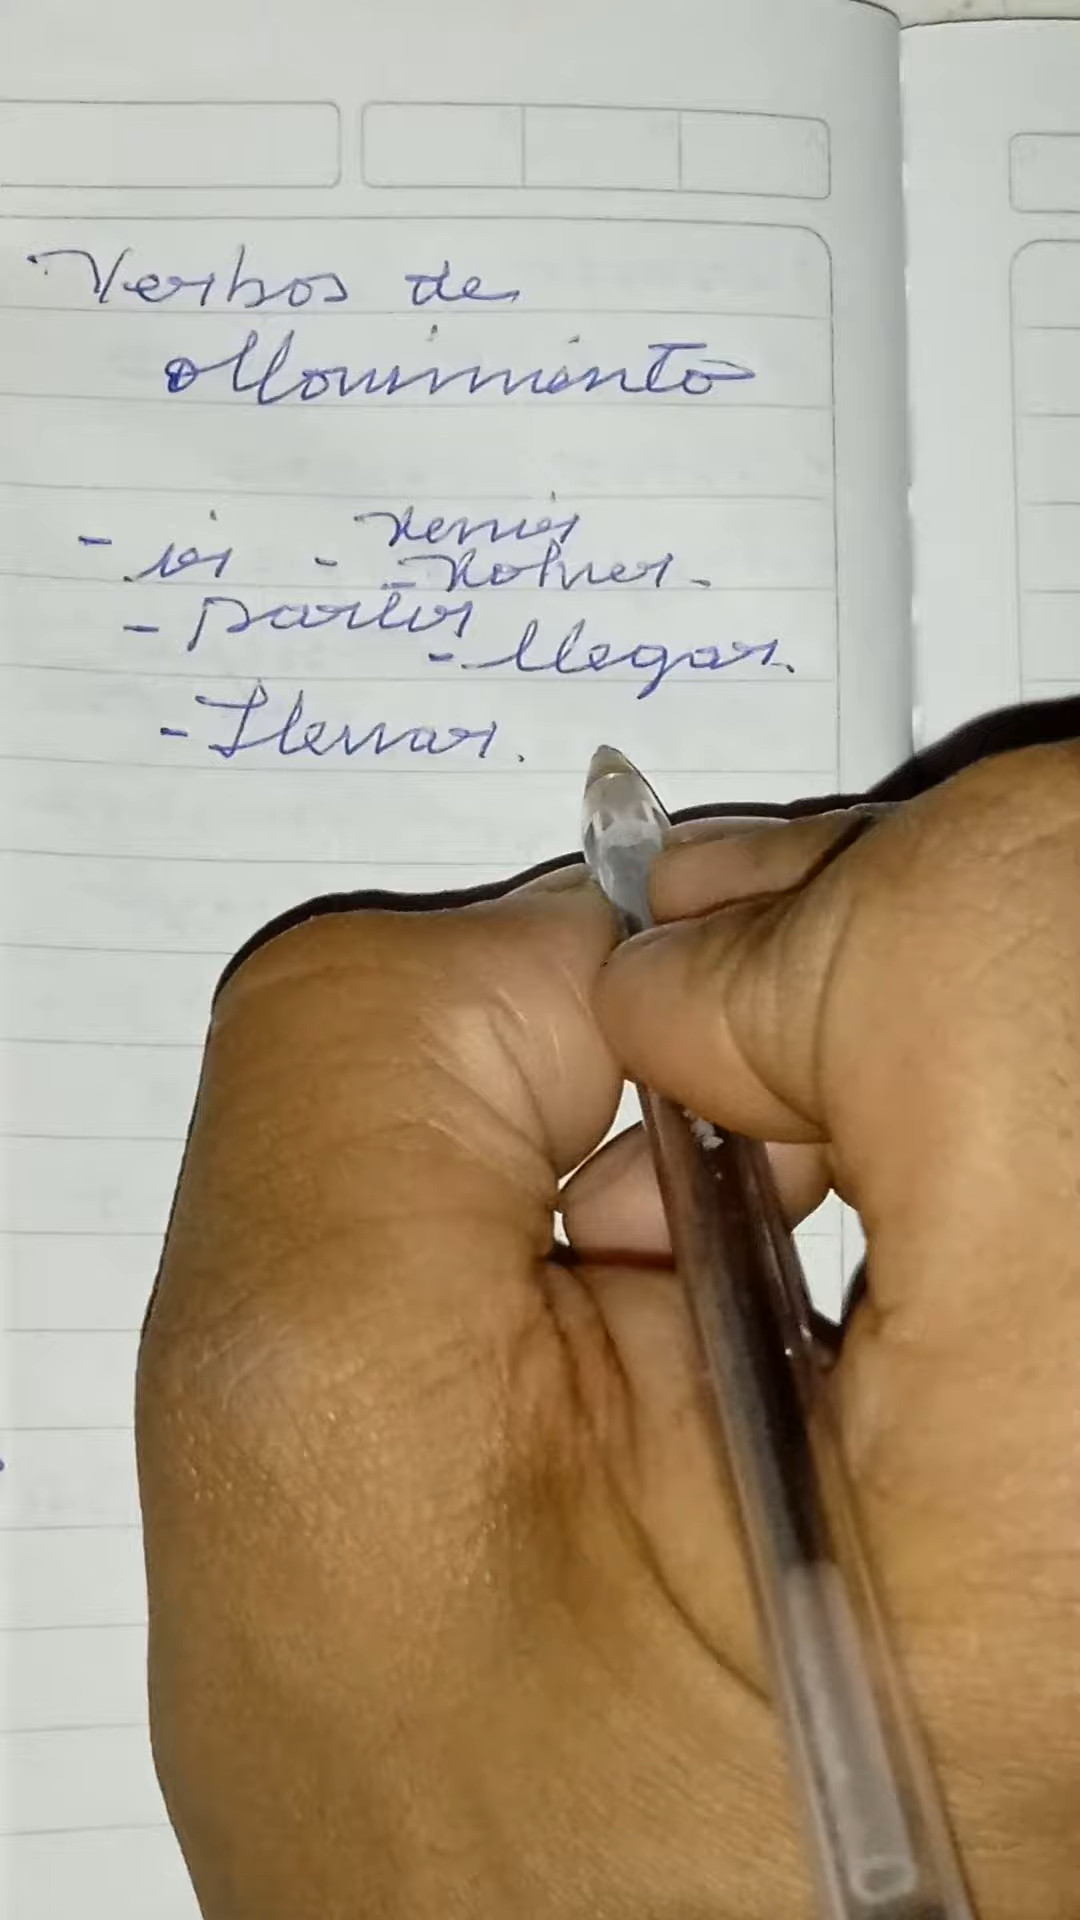 Verbos de
Movimiento
- ir - Venir
- Volver.
- partir
- llegar.
- Llevar.